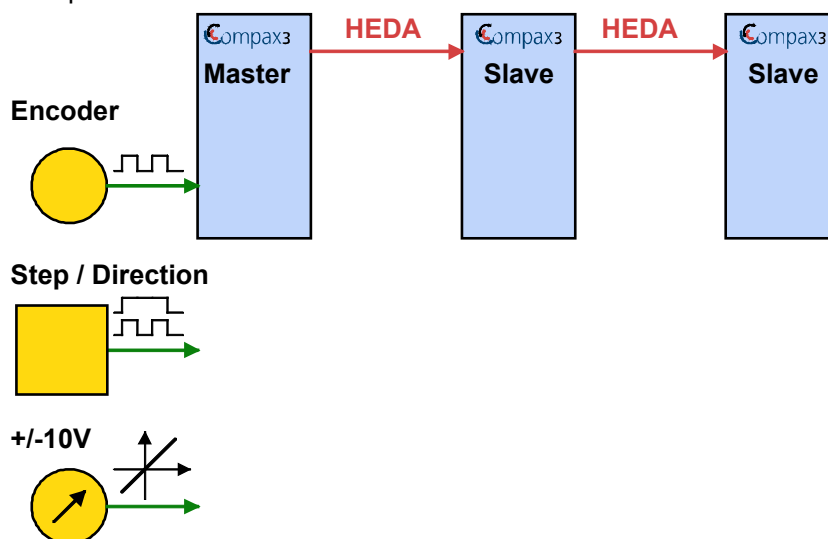 HEDA HEDA
Compax3 Compax3 Compax3
Master Slave Slave
Encoder
Step / Direction
+/-10V